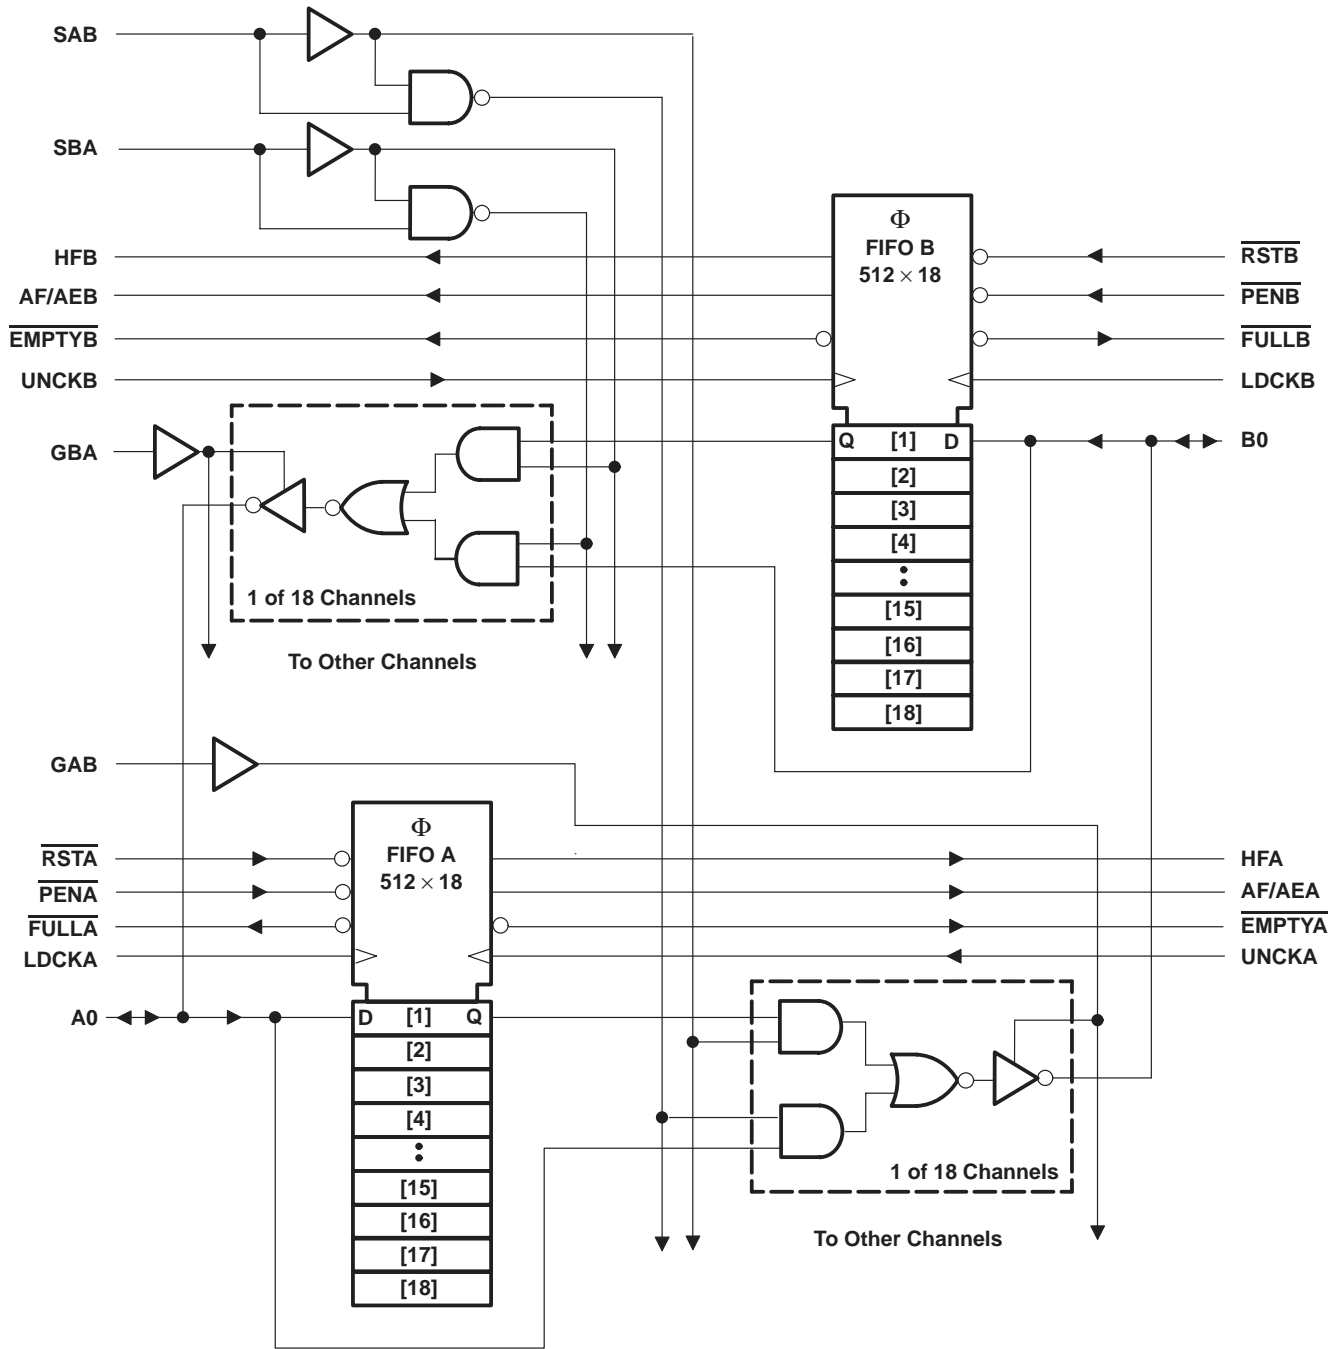 SAB
SBA
HFB
AF/AEB
EMPTYB
UNCKB
GBA
Φ
FIFO B
512 × 18
RSTB
PENB
FULLB
LDCKB
Q [1] D
B0
[2]
[3]
[4]
[15]
[16]
[17]
[18]
1 of 18 Channels
To Other Channels
GAB
RSTA
PENA
FULLA
LDCKA
A0
Φ
FIFO A
512 × 18
D [1] Q
[2]
[3]
[4]
[15]
[16]
[17]
[18]
HFA
AF/AEA
EMPTYA
UNCKA
1 of 18 Channels
To Other Channels